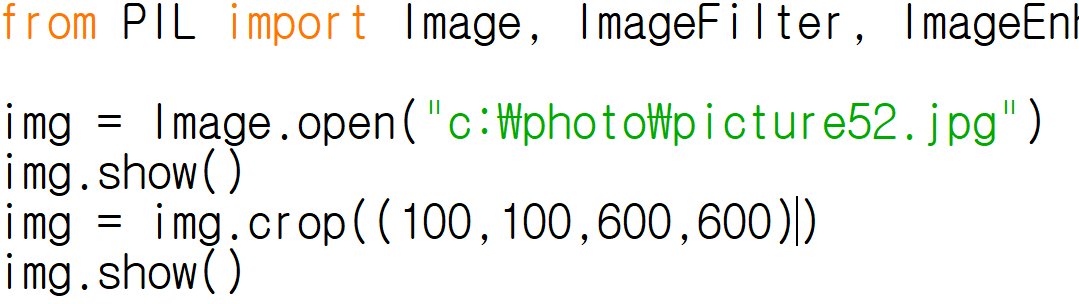 from PIL import Image, ImageFilter, ImageEnh
img = Image.open("c:₩photo₩picture52.jpg")
img.show()
img = img.crop((100,100,600,600))
img.show()